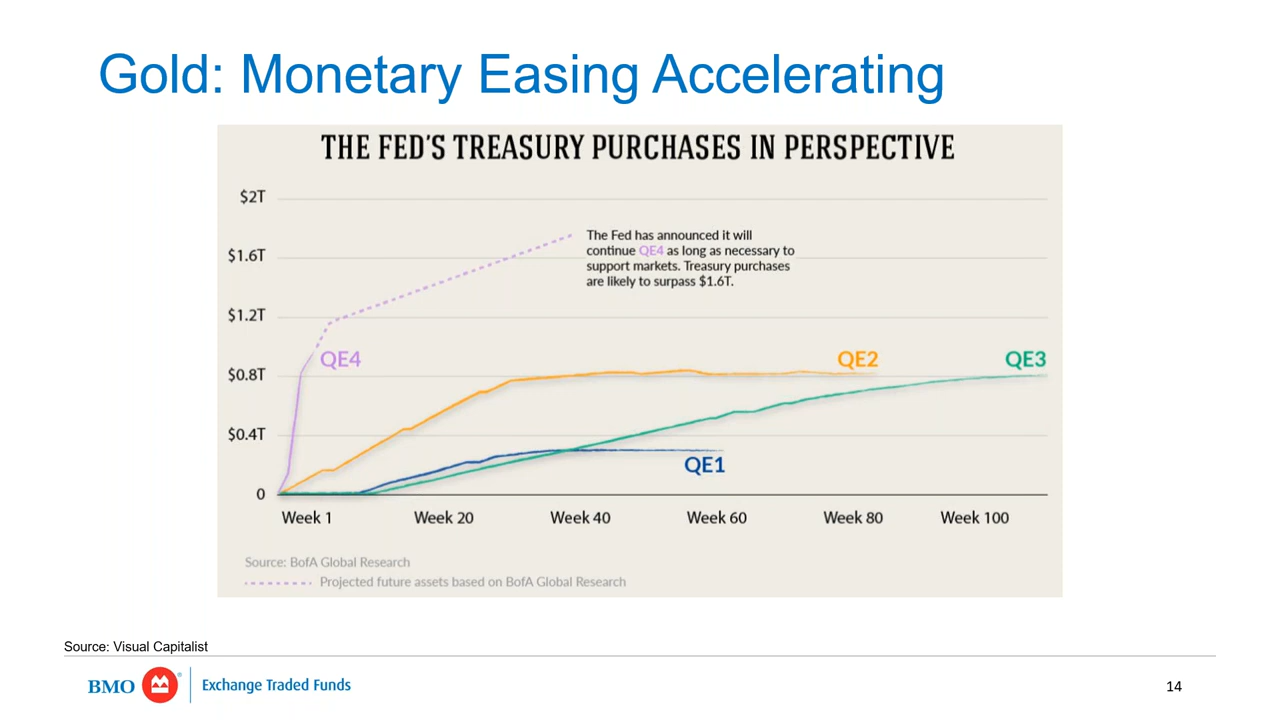 Gold: Monetary Easing Accelerating
THE FED'S TREASURY PURCHASES IN PERSPECTIVE
$2T
$1.6T
$1.2T
$0.8T
$0.4T
0
The Fed has announced it will
continue QE4 as long as necessary to
support markets. Treasury purchases
are likely to surpass $1.6T.
QE4
QE2
QE3
QE1
Week 1
Week 20
Week 40
Week 60
Week 80
Week 100
Source: BofA Global Research
Projected future assets based on BofA Global Research
Source: Visual Capitalist
BMO ® Exchange Traded Funds
14